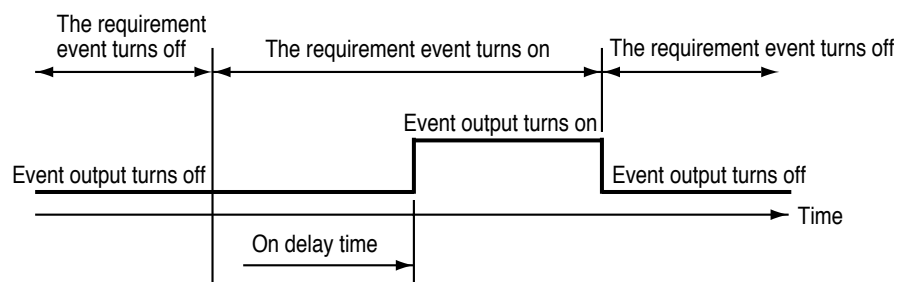 The requirement
event turns off
The requirement event turns on
The requirement event turns off
Event output turns on
Event output turns off
Event output turns off
Time
On delay time